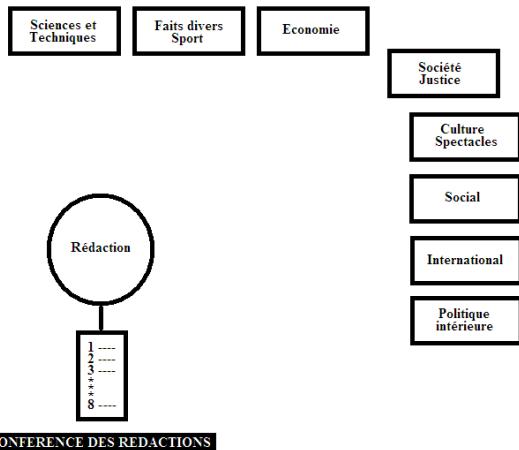 Sciences et
Techniques
Faits divers
Sport
Economie
Société
Justice
Culture
Spectacles
Social
International
Politique
intérieure
Rédaction
1 ----
2 ----
3 ----
*
*
*
8 ----
ONFERENCE DES REDACTIONS